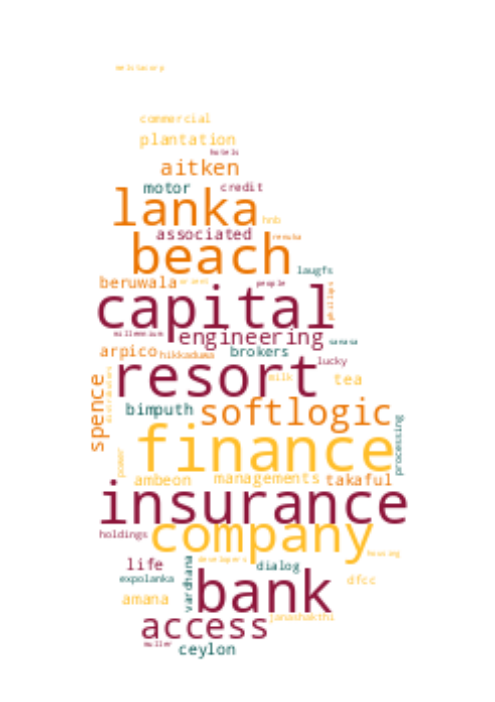 melstacorp
commercial
plantation
hotels
aitken
motor credit
lanka hnb
associated renuka
beach
laugfs
beruwala orient people phillips
capital
millennium engineering sanasa
arpico hikkaduwa brokers
lucky
resort milk tea
spence distributors
bimputh softlogic processing
finance
power ambeon managements takaful
insurance
holdings company
housing
life vardhana developers dialog
expolanka dfcc
amana bank
janashakthi
access
muller ceylon